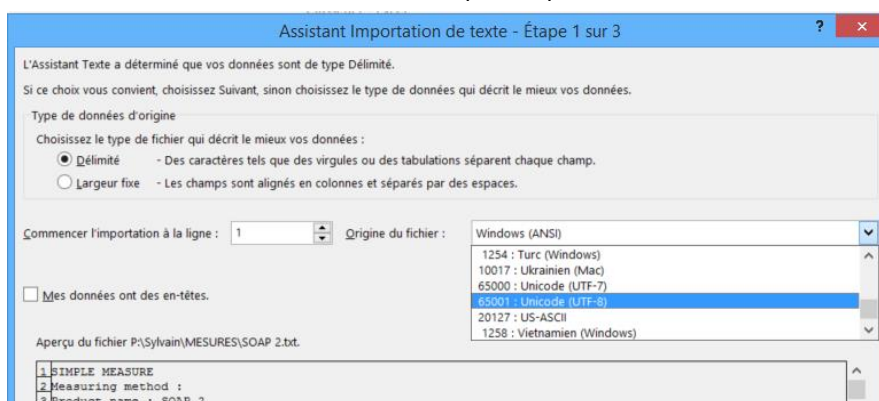 Assistant Importation de texte - Étape 1 sur 3
?
×
L'Assistant Texte a déterminé que vos données sont de type Délimité.
Si ce choix vous convient, choisissez Suivant, sinon choisissez le type de données qui décrit le mieux vos données.
Type de données d'origine
Choisissez le type de fichier qui décrit le mieux vos données :
Délimité - Des caractères tels que des virgules ou des tabulations séparent chaque champ.
Largeur fixe - Les champs sont alignés en colonnes et séparés par des espaces.
Commencer l'importation à la ligne : 1 Origine du fichier : Windows (ANSI)
1254 : Turc (Windows)
10017 : Ukrainien (Mac)
65000 : Unicode (UTF-7)
65001 : Unicode (UTF-8)
20127 : US-ASCII
1258 : Vietnamien (Windows)
Mes données ont des en-têtes.
Aperçu du fichier P:\Sylvain\MESURES\SOAP 2.txt.
1 SIMPLE MEASURE
2 Measuring method :
3 Product name : SOAP 2